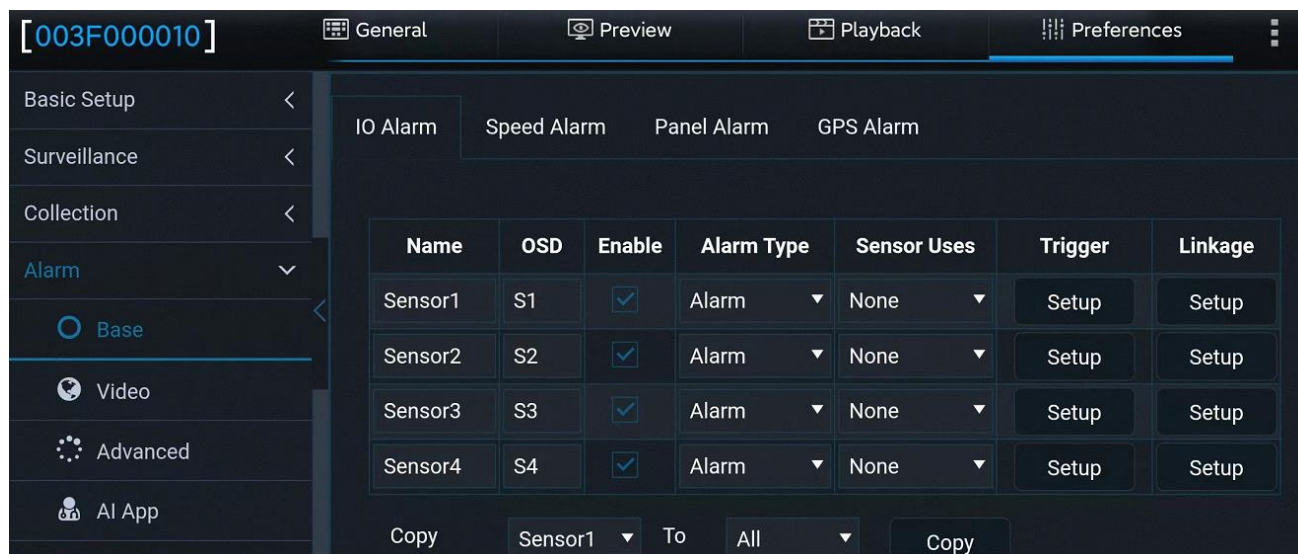 [003F000010] General Preview Playback Preferences
Basic Setup
Surveillance
Collection
Alarm
Base
Video
Advanced
AI App
IO Alarm Speed Alarm Panel Alarm GPS Alarm
Name OSD Enable Alarm Type Sensor Uses Trigger Linkage
Sensor1 S1 Alarm None Setup Setup
Sensor2 S2 Alarm None Setup Setup
Sensor3 S3 Alarm None Setup Setup
Sensor4 S4 Alarm None Setup Setup
Copy Sensor1 To All Copy